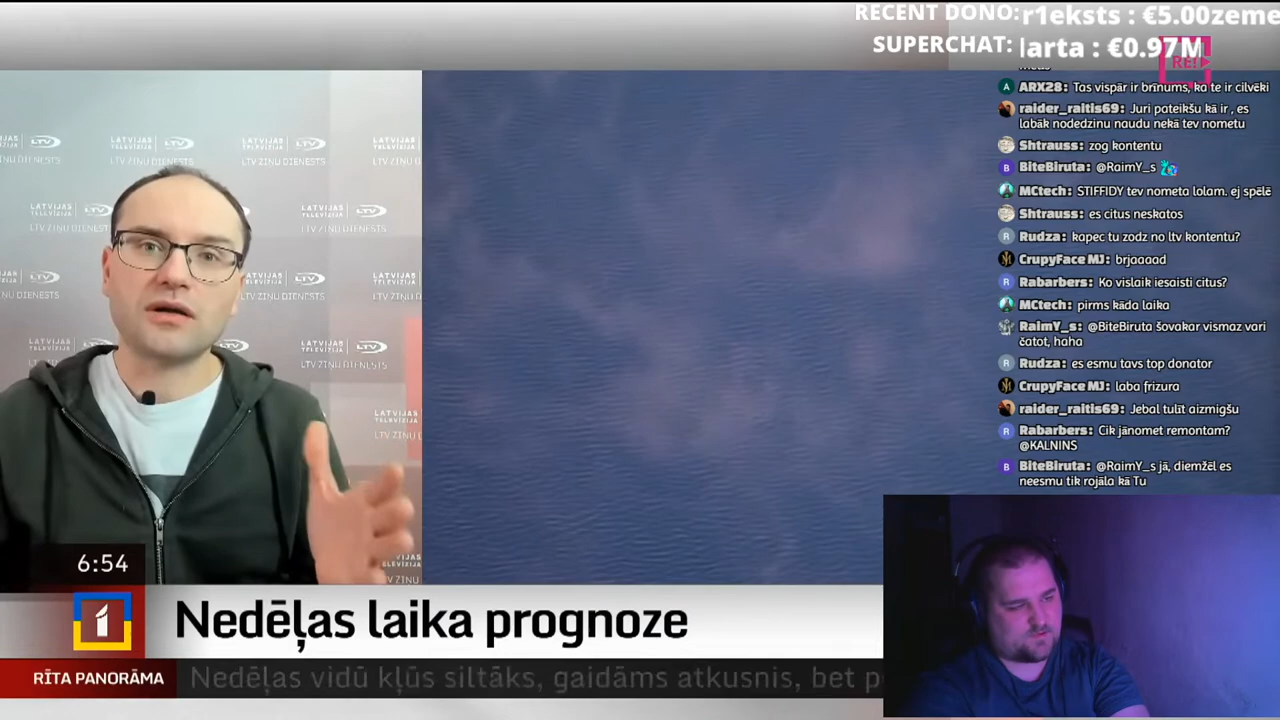 RECENT DONO: r1eksts : €5.00zeme
SUPERCHAT: larta : €0.97M
RE!
ARX28: Tas vispār ir brīnums, ka te ir cilvēki
raider_raitis69: Juri pateikšu kā ir , es
labāk nodedzinu naudu nekā tev nometu
Shtrauss: zog kontentu
B BiteBiruta: @RaimY_s
MCtech: STIFFIDY tev nometa lolam. ej spēlē
Shtrauss: es citus neskatos
R Rudza: kapec tu zodz no ltv kontentu?
CrupyFace MJ: brjaaaad
R Rabarbers: Ko vislaik iesaisti citus?
MCtech: pirms kāda laika
RaimY_s: @BiteBiruta šovakar vismaz vari
čatot, haha
R Rudza: es esmu tavs top donator
CrupyFace MJ: laba frizura
raider_raitis69: Jebal tulīt aizmigšu
R Rabarbers: Cik jānomet remontam?
@KALNINS
B BiteBiruta: @RaimY_s jā, diemžēl es
neesmu tik rojāla kā Tu
LATVIJAS
TELEVĪZIJA LTV
LTV ZIŅU DIENESTS
6:54
1
Nedēļas laika prognoze
RĪTA PANORĀMA
Nedēļas vidū kļūs siltāks, gaidāms atkusnis, bet p